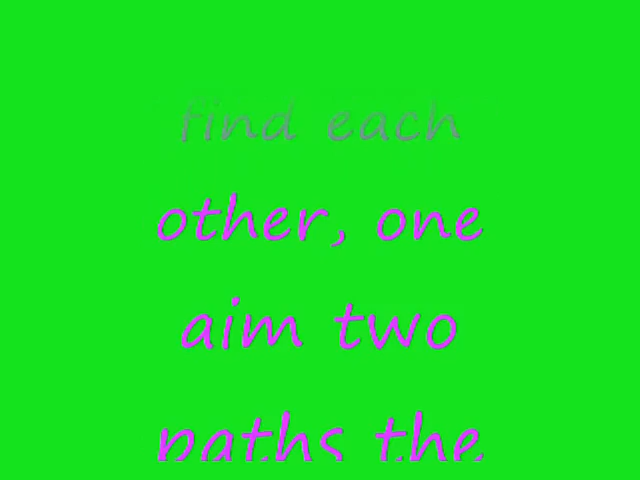 find each
other, one
aim two
paths the